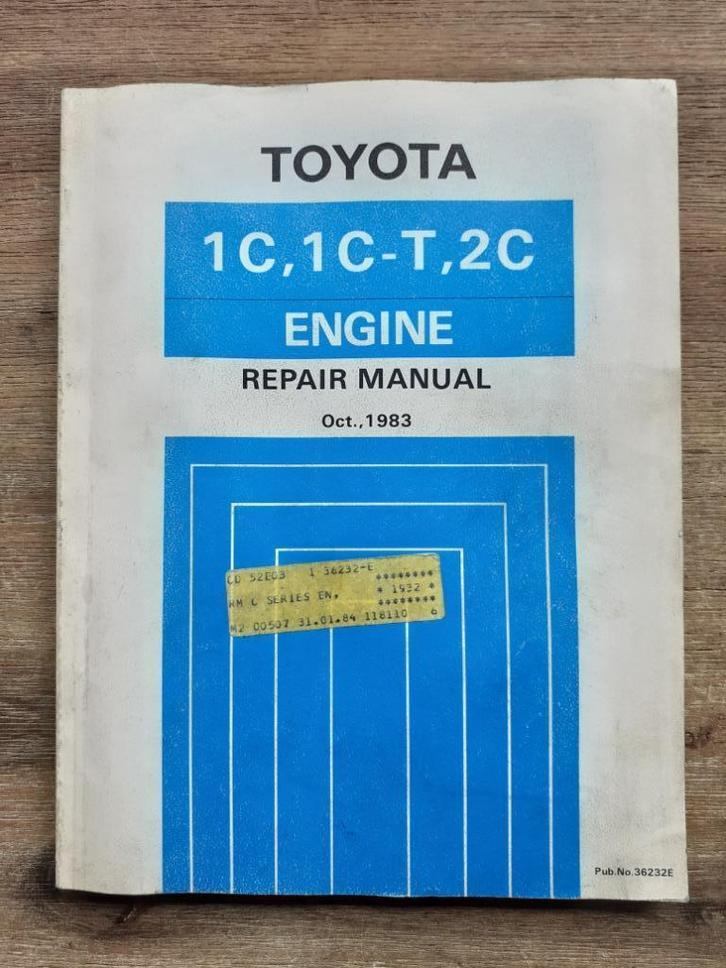 TOYOTA
1C,1C-T,2C
ENGINE
REPAIR MANUAL
Oct.,1983
CD 52E03 1 36232-E ********
RM C SERIES EN, * 1932 *
********
M2 00507 31.01.84 118110 6
Pub.No.36232E